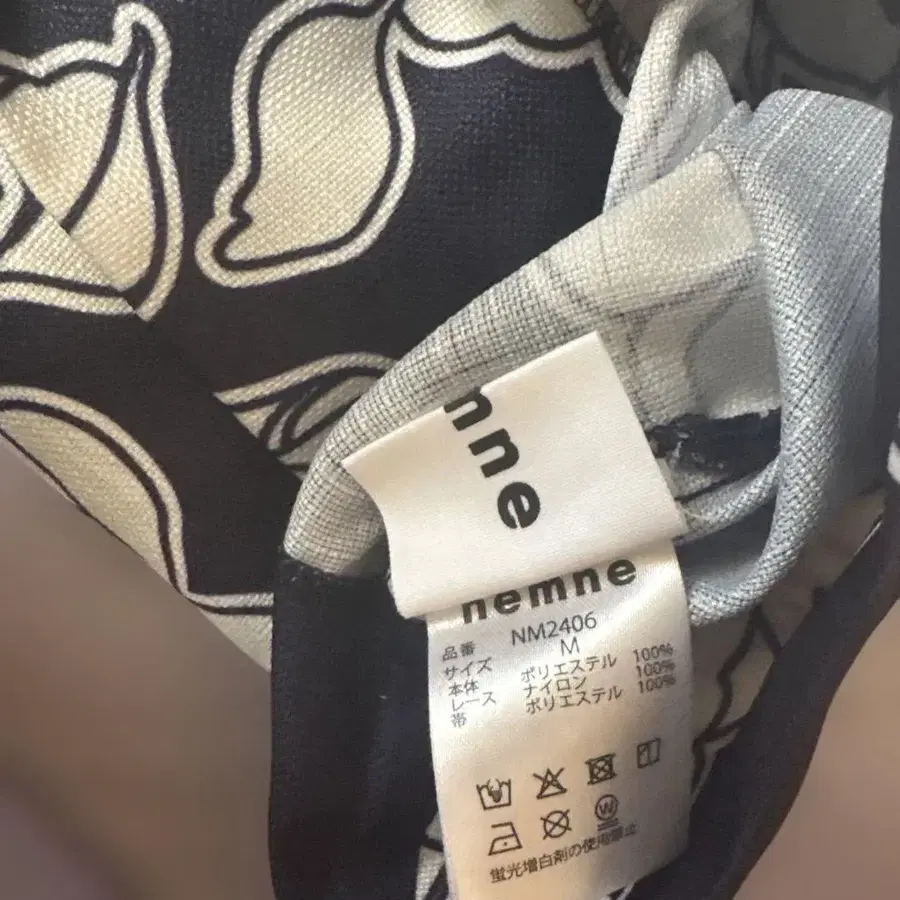 mne
nemne
品番 NM2406
サイズ M
本体 ポリエステル 100%
レース ナイロン 100%
帯 ポリエステル 100%
W
蛍光増白剤の使用禁止